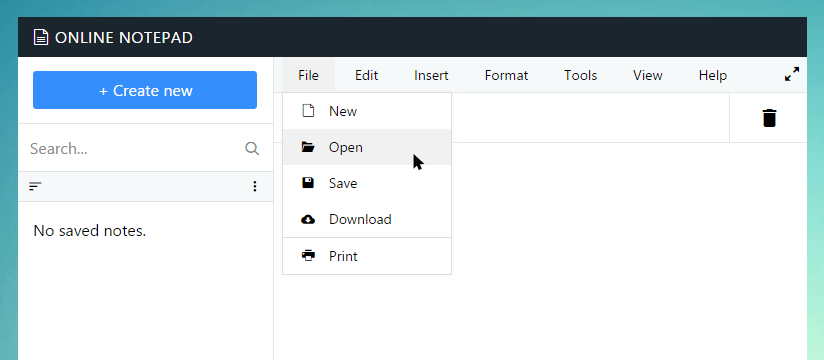 ONLINE NOTEPAD
+ Create new
File Edit Insert Format Tools View Help
New
Search...
Open
Save
No saved notes.
Download
Print